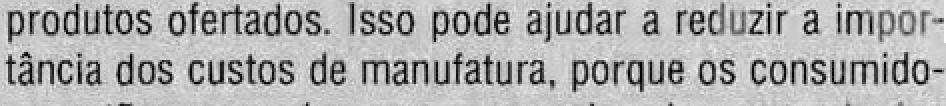 produtos ofertados. Isso pode ajudar a reduzir a impor-
tância dos custos de manufatura, porque os consumido-